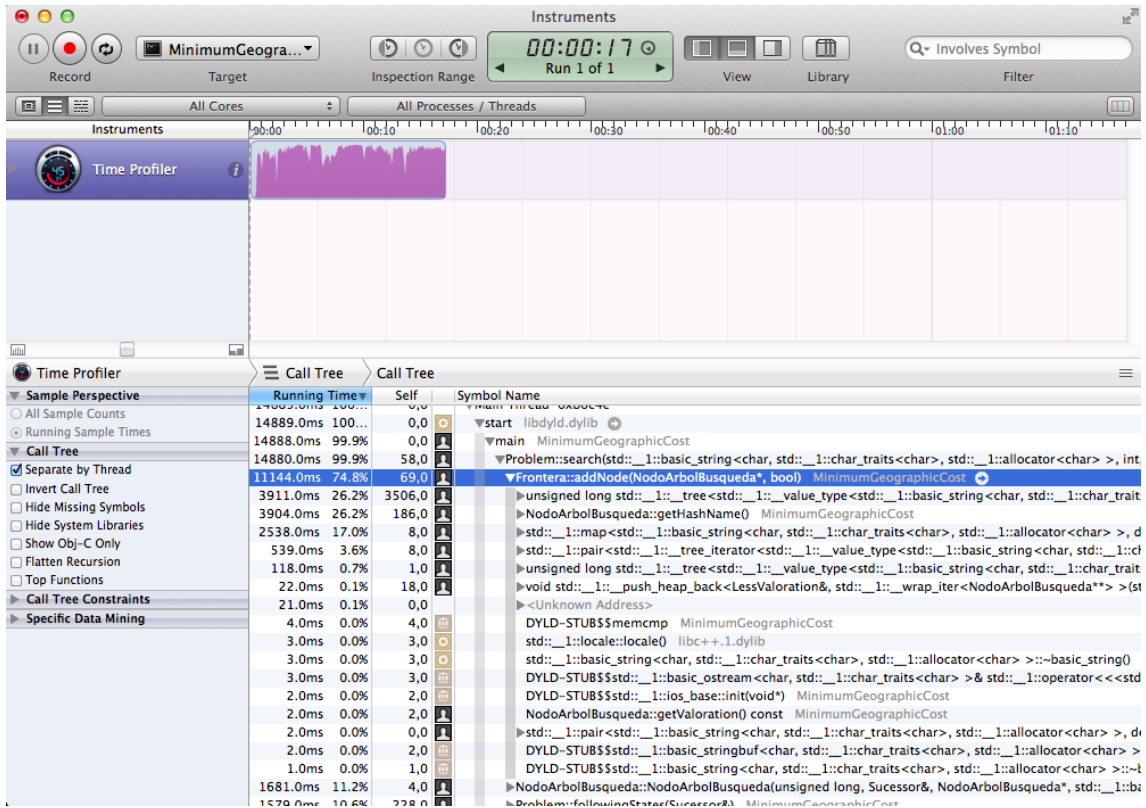 Instruments
MinimumGeogra...
00:00:17
Run 1 of 1
Involves Symbol
Record Target Inspection Range View Library Filter
All Cores All Processes / Threads
Instruments 00:00 00:10 00:20 00:30 00:40 00:50 01:00 01:10
Time Profiler
Time Profiler Call Tree Call Tree
Sample Perspective
All Sample Counts
Running Sample Times
Call Tree
Separate by Thread
Invert Call Tree
Hide Missing Symbols
Hide System Libraries
Show Obj-C Only
Flatten Recursion
Top Functions
Call Tree Constraints
Specific Data Mining
Running Time Self Symbol Name
14889.0ms 100... 0,0 start libdyld.dylib
14888.0ms 99.9% 0,0 main MinimumGeographicCost
14880.0ms 99.9% 58,0 Problem::search(std::__1::basic_string<char, std::__1::char_traits<char>, std::__1::allocator<char> >, int,
11144.0ms 74.8% 69,0 Frontera::addNode(NodoArbolBusqueda*, bool) MinimumGeographicCost
3911.0ms 26.2% 3506,0 unsigned long std::__1::__tree<std::__1::__value_type<std::__1::basic_string<char, std::__1::char_trait
3904.0ms 26.2% 186,0 NodoArbolBusqueda::getHashName() MinimumGeographicCost
2538.0ms 17.0% 8,0 std::__1::map<std::__1::basic_string<char, std::__1::char_traits<char>, std::__1::allocator<char> >, d
539.0ms 3.6% 8,0 std::__1::pair<std::__1::__tree_iterator<std::__1::__value_type<std::__1::basic_string<char, std::__1::ch
118.0ms 0.7% 1,0 unsigned long std::__1::__tree<std::__1::__value_type<std::__1::basic_string<char, std::__1::char_trait
22.0ms 0.1% 18,0 void std::__1::__push_heap_back<LessValoration&, std::__1::__wrap_iter<NodoArbolBusqueda**> >(st
21.0ms 0.1% 0,0 <Unknown Address>
4.0ms 0.0% 4,0 DYLD-STUB$$memcmp MinimumGeographicCost
3.0ms 0.0% 3,0 std::__1::locale::locale() libc++.1.dylib
3.0ms 0.0% 3,0 std::__1::basic_string<char, std::__1::char_traits<char>, std::__1::allocator<char> >::~basic_string()
3.0ms 0.0% 3,0 DYLD-STUB$$std::__1::basic_ostream<char, std::__1::char_traits<char> >& std::__1::operator<<<std
2.0ms 0.0% 2,0 DYLD-STUB$$std::__1::ios_base::init(void*) MinimumGeographicCost
2.0ms 0.0% 2,0 NodoArbolBusqueda::getValoration() const MinimumGeographicCost
2.0ms 0.0% 0,0 std::__1::pair<std::__1::basic_string<char, std::__1::char_traits<char>, std::__1::allocator<char> >, d
2.0ms 0.0% 2,0 DYLD-STUB$$std::__1::basic_stringbuf<char, std::__1::char_traits<char>, std::__1::allocator<char> >
1.0ms 0.0% 1,0 DYLD-STUB$$std::__1::basic_string<char, std::__1::char_traits<char>, std::__1::allocator<char> >::~b
1681.0ms 11.2% 4,0 NodoArbolBusqueda::NodoArbolBusqueda(unsigned long, Sucesor&, NodoArbolBusqueda*, std::__1::b
1579.0ms 10.6% 228,0 Problem::followingStates(Sucesor&) MinimumGeographicCost